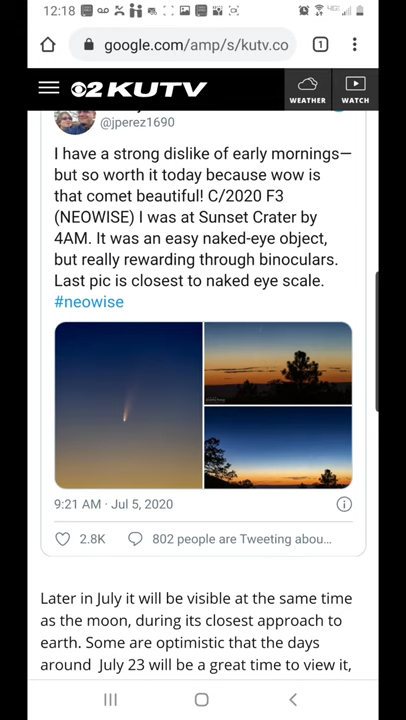 12:18
google.com/amp/s/kutv.co
1
2 KUTV
WEATHER
WATCH
@jperez1690
I have a strong dislike of early mornings—
but so worth it today because wow is
that comet beautiful! C/2020 F3
(NEOWISE) I was at Sunset Crater by
4AM. It was an easy naked-eye object,
but really rewarding through binoculars.
Last pic is closest to naked eye scale.
#neowise
9:21 AM · Jul 5, 2020
2.8K
802 people are Tweeting abou...
Later in July it will be visible at the same time
as the moon, during its closest approach to
earth. Some are optimistic that the days
around July 23 will be a great time to view it,